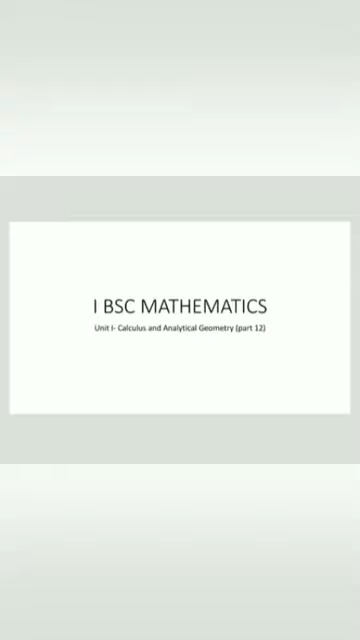 I BSC MATHEMATICS
Unit I- Calculus and Analytical Geometry (part 12)